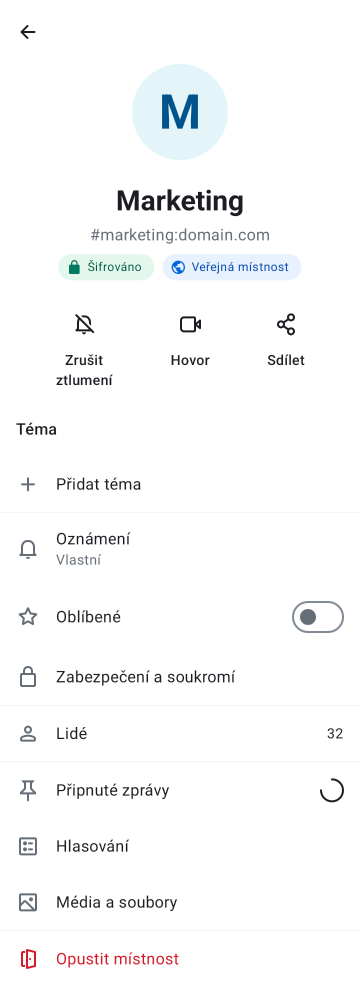 M
Marketing
#marketing:domain.com
Šifrováno
Veřejná místnost
Zrušit
ztlumení
Hovor
Sdílet
Téma
Přidat téma
Oznámení
Vlastní
Oblíbené
Zabezpečení a soukromí
Lidé 32
Připnuté zprávy
Hlasování
Média a soubory
Opustit místnost